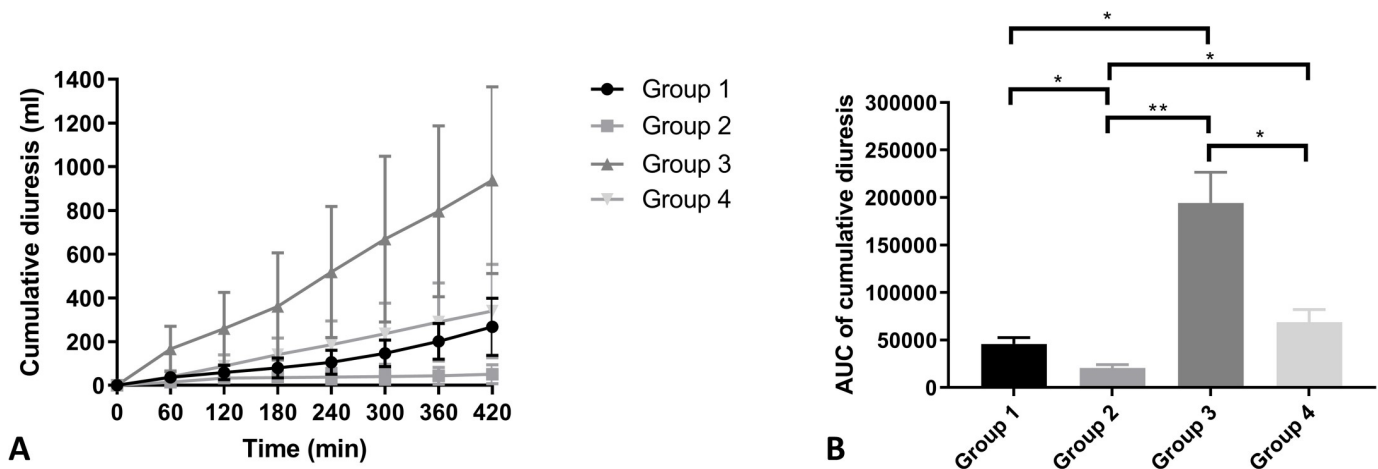 Cumulative diuresis (ml)
1400
1200
1000
800
600
400
200
0
0 60 120 180 240 300 360 420
Time (min)
A
Group 1
Group 2
Group 3
Group 4
AUC of cumulative diuresis
300000
250000
200000
150000
100000
50000
0
*
*
*
**
*
Group 1
Group 2
Group 3
Group 4
B